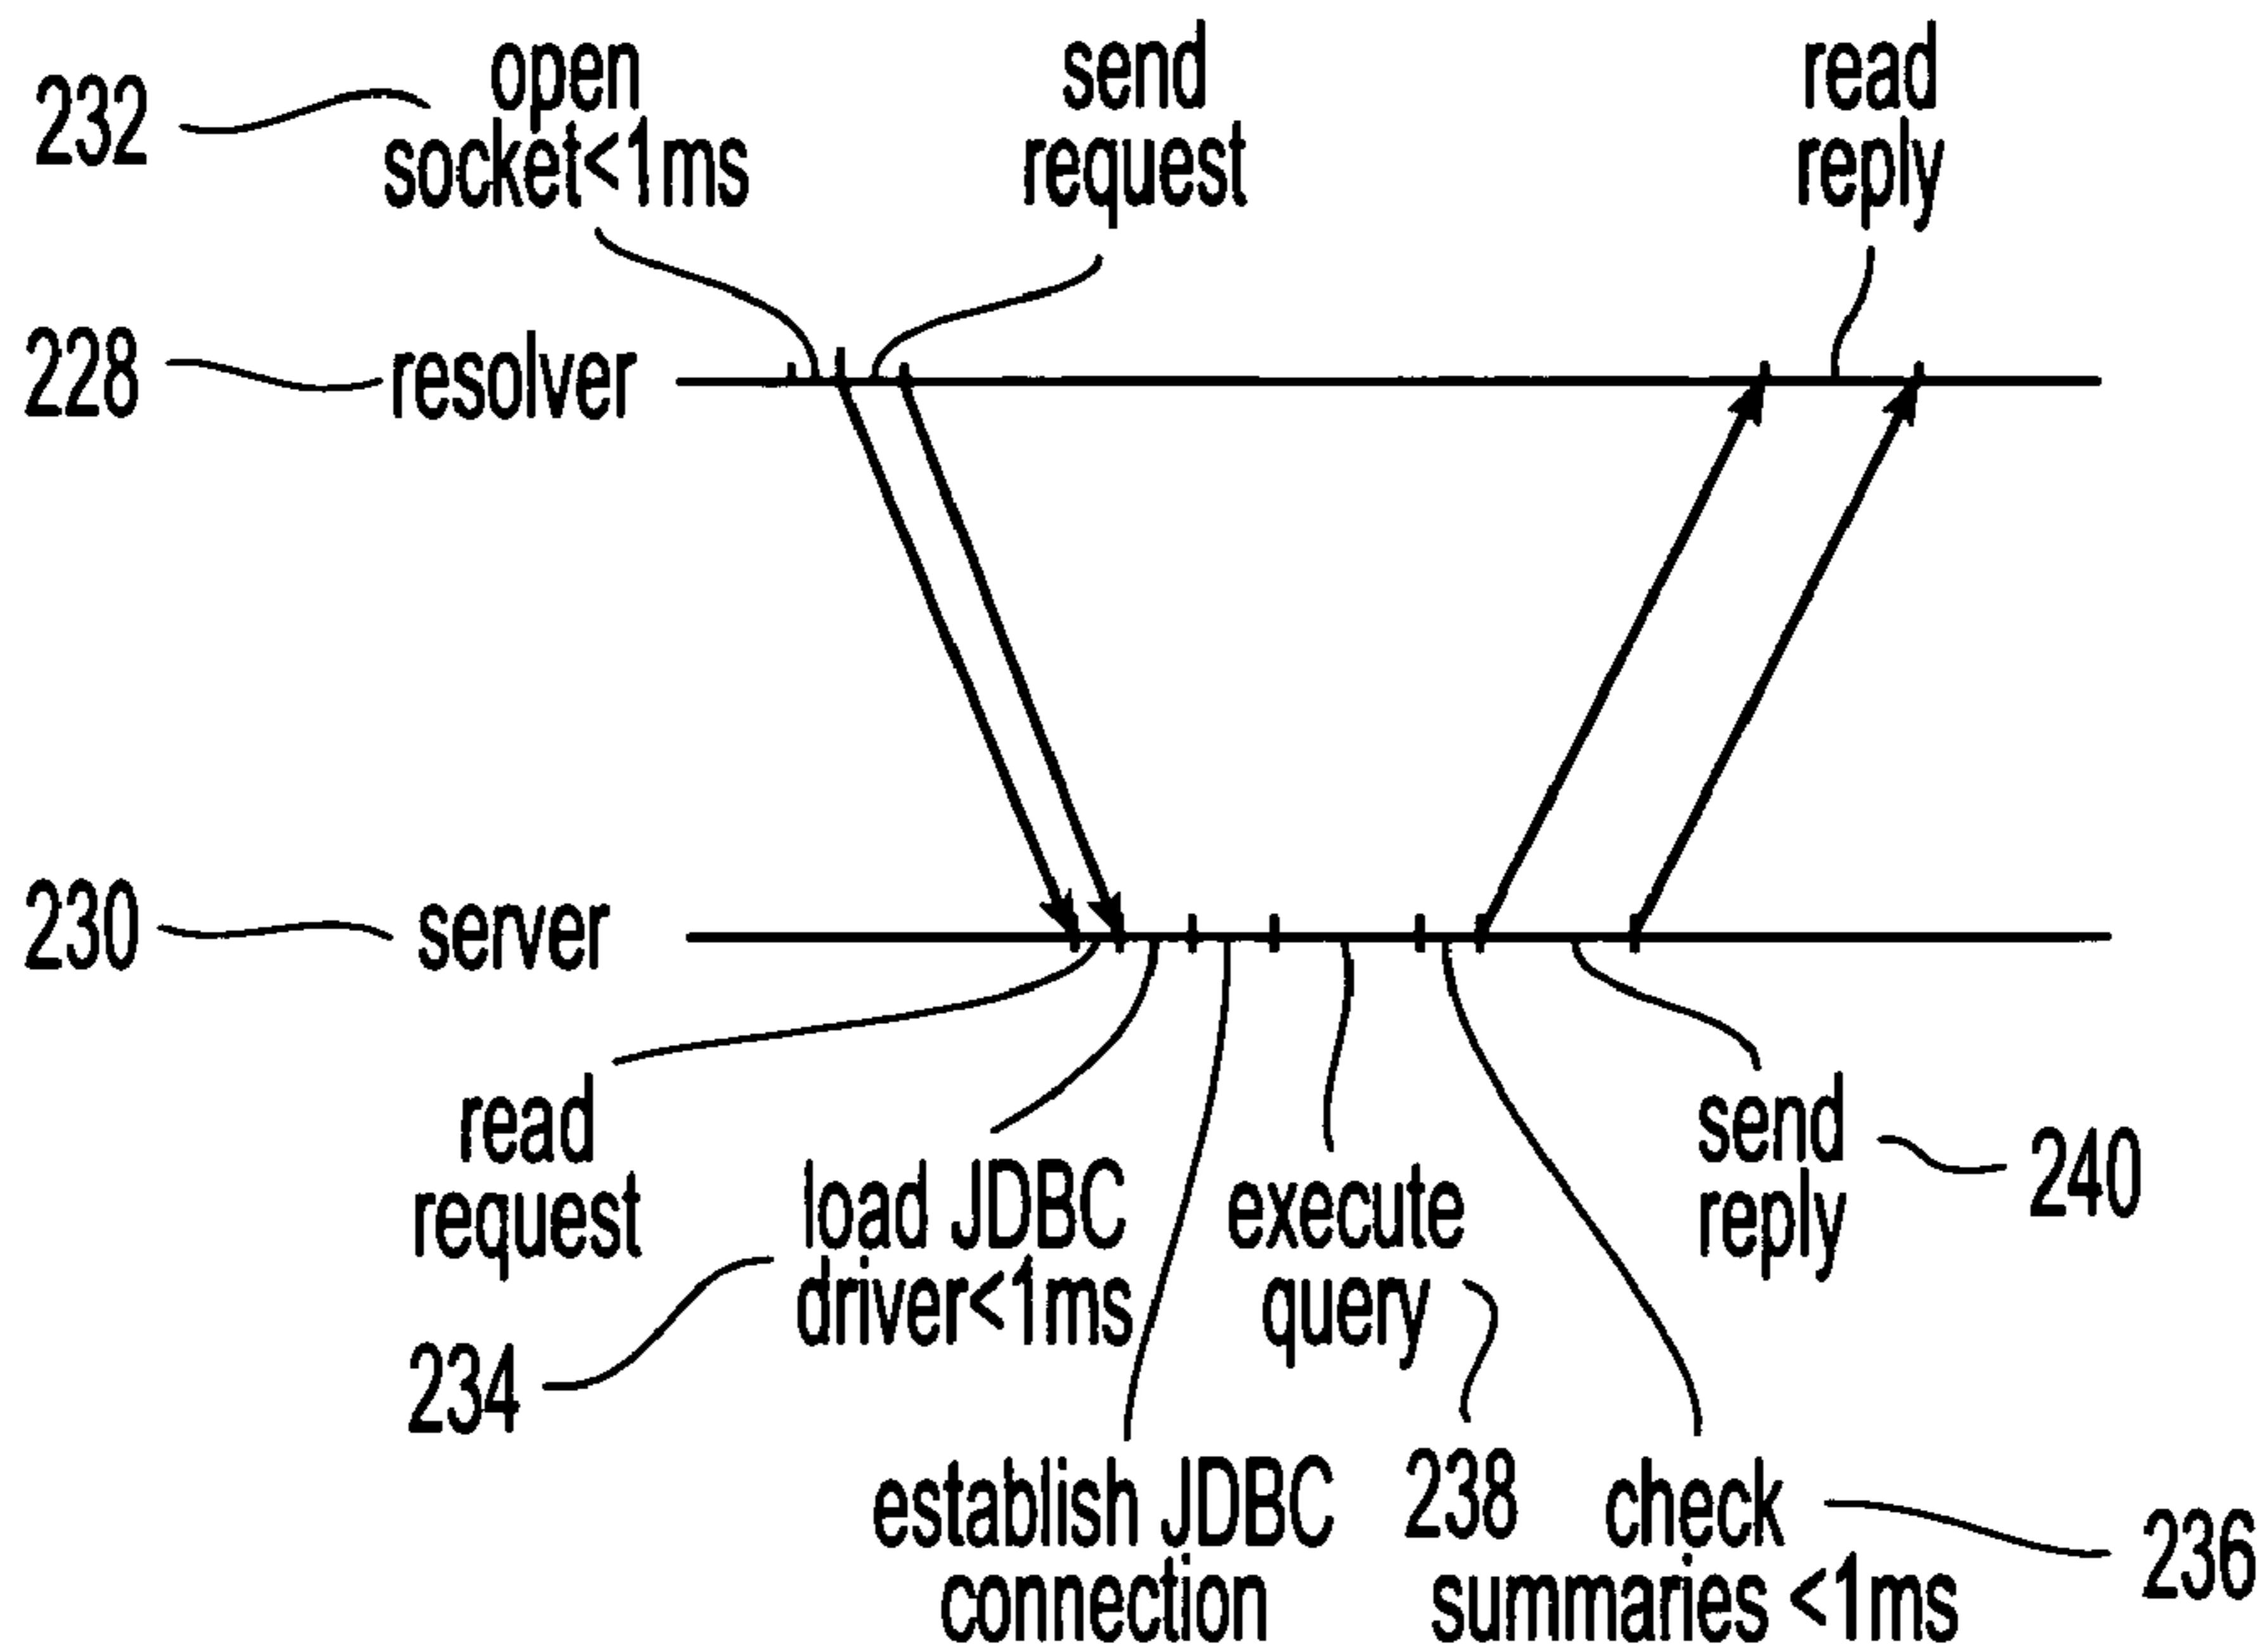 232
open
socket<1ms
send
request
read
reply
228
resolver
230
server
read
request
load JDBC
driver<1ms
234
execute
query
238
send
reply
240
establish JDBC
connection
check
summaries <1ms
236